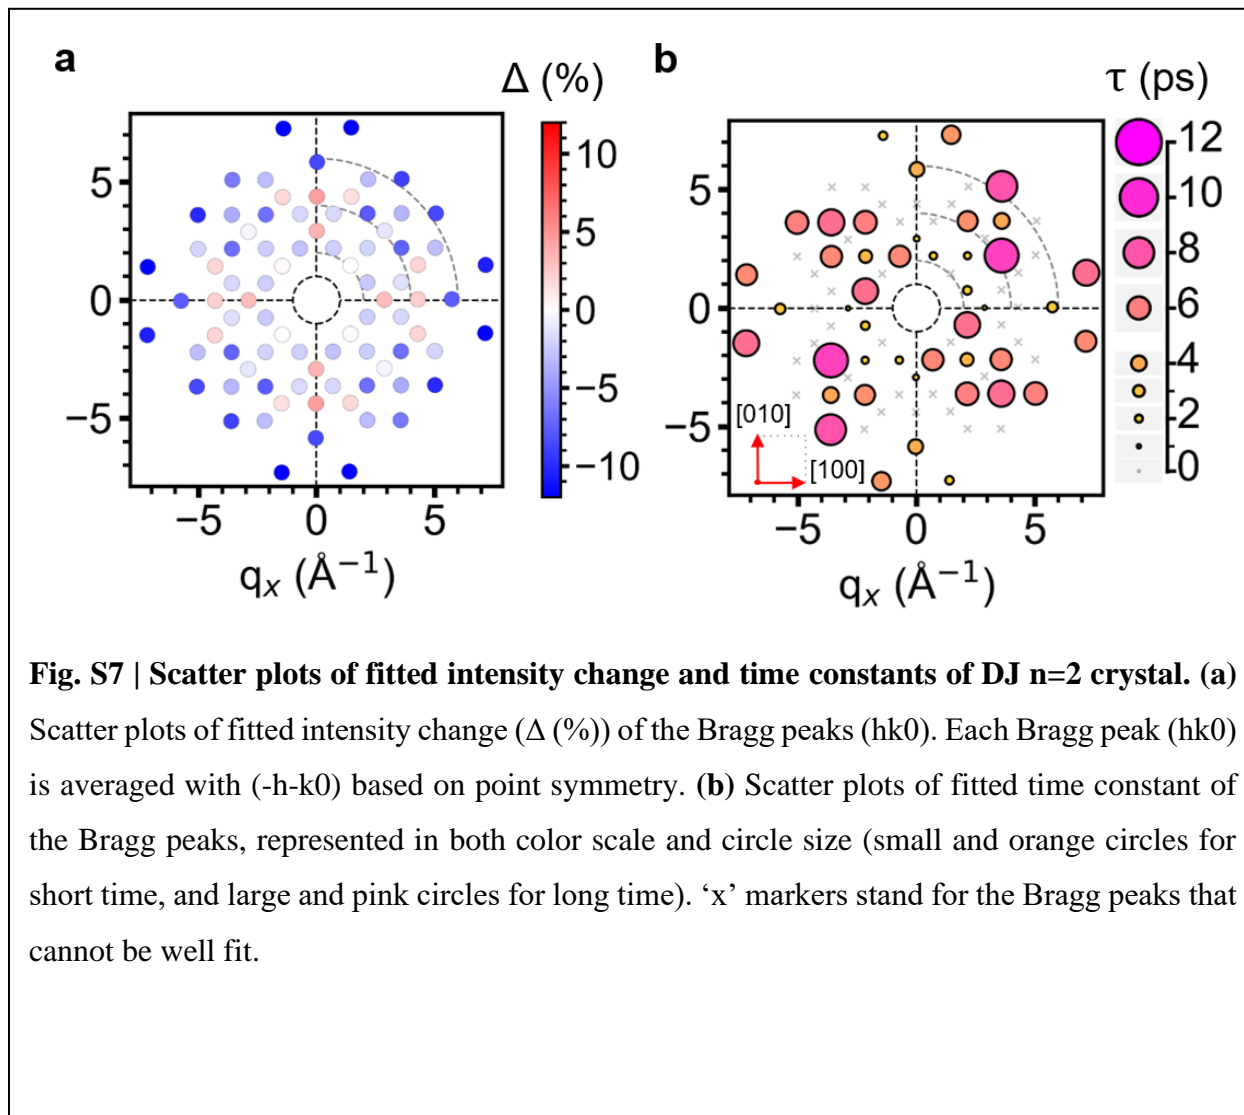 a
Δ (%)
10
5
0
−5
−10
5
0
−5
−5
0
5
qx (Å−1)
b
τ (ps)
12
10
8
6
4
2
0
5
0
−5
[010]
[100]
−5
0
5
qx (Å−1)
Fig. S7 | Scatter plots of fitted intensity change and time constants of DJ n=2 crystal. (a)
Scatter plots of fitted intensity change (Δ (%)) of the Bragg peaks (hk0). Each Bragg peak (hk0)
is averaged with (-h-k0) based on point symmetry. (b) Scatter plots of fitted time constant of
the Bragg peaks, represented in both color scale and circle size (small and orange circles for
short time, and large and pink circles for long time). ‘x’ markers stand for the Bragg peaks that
cannot be well fit.